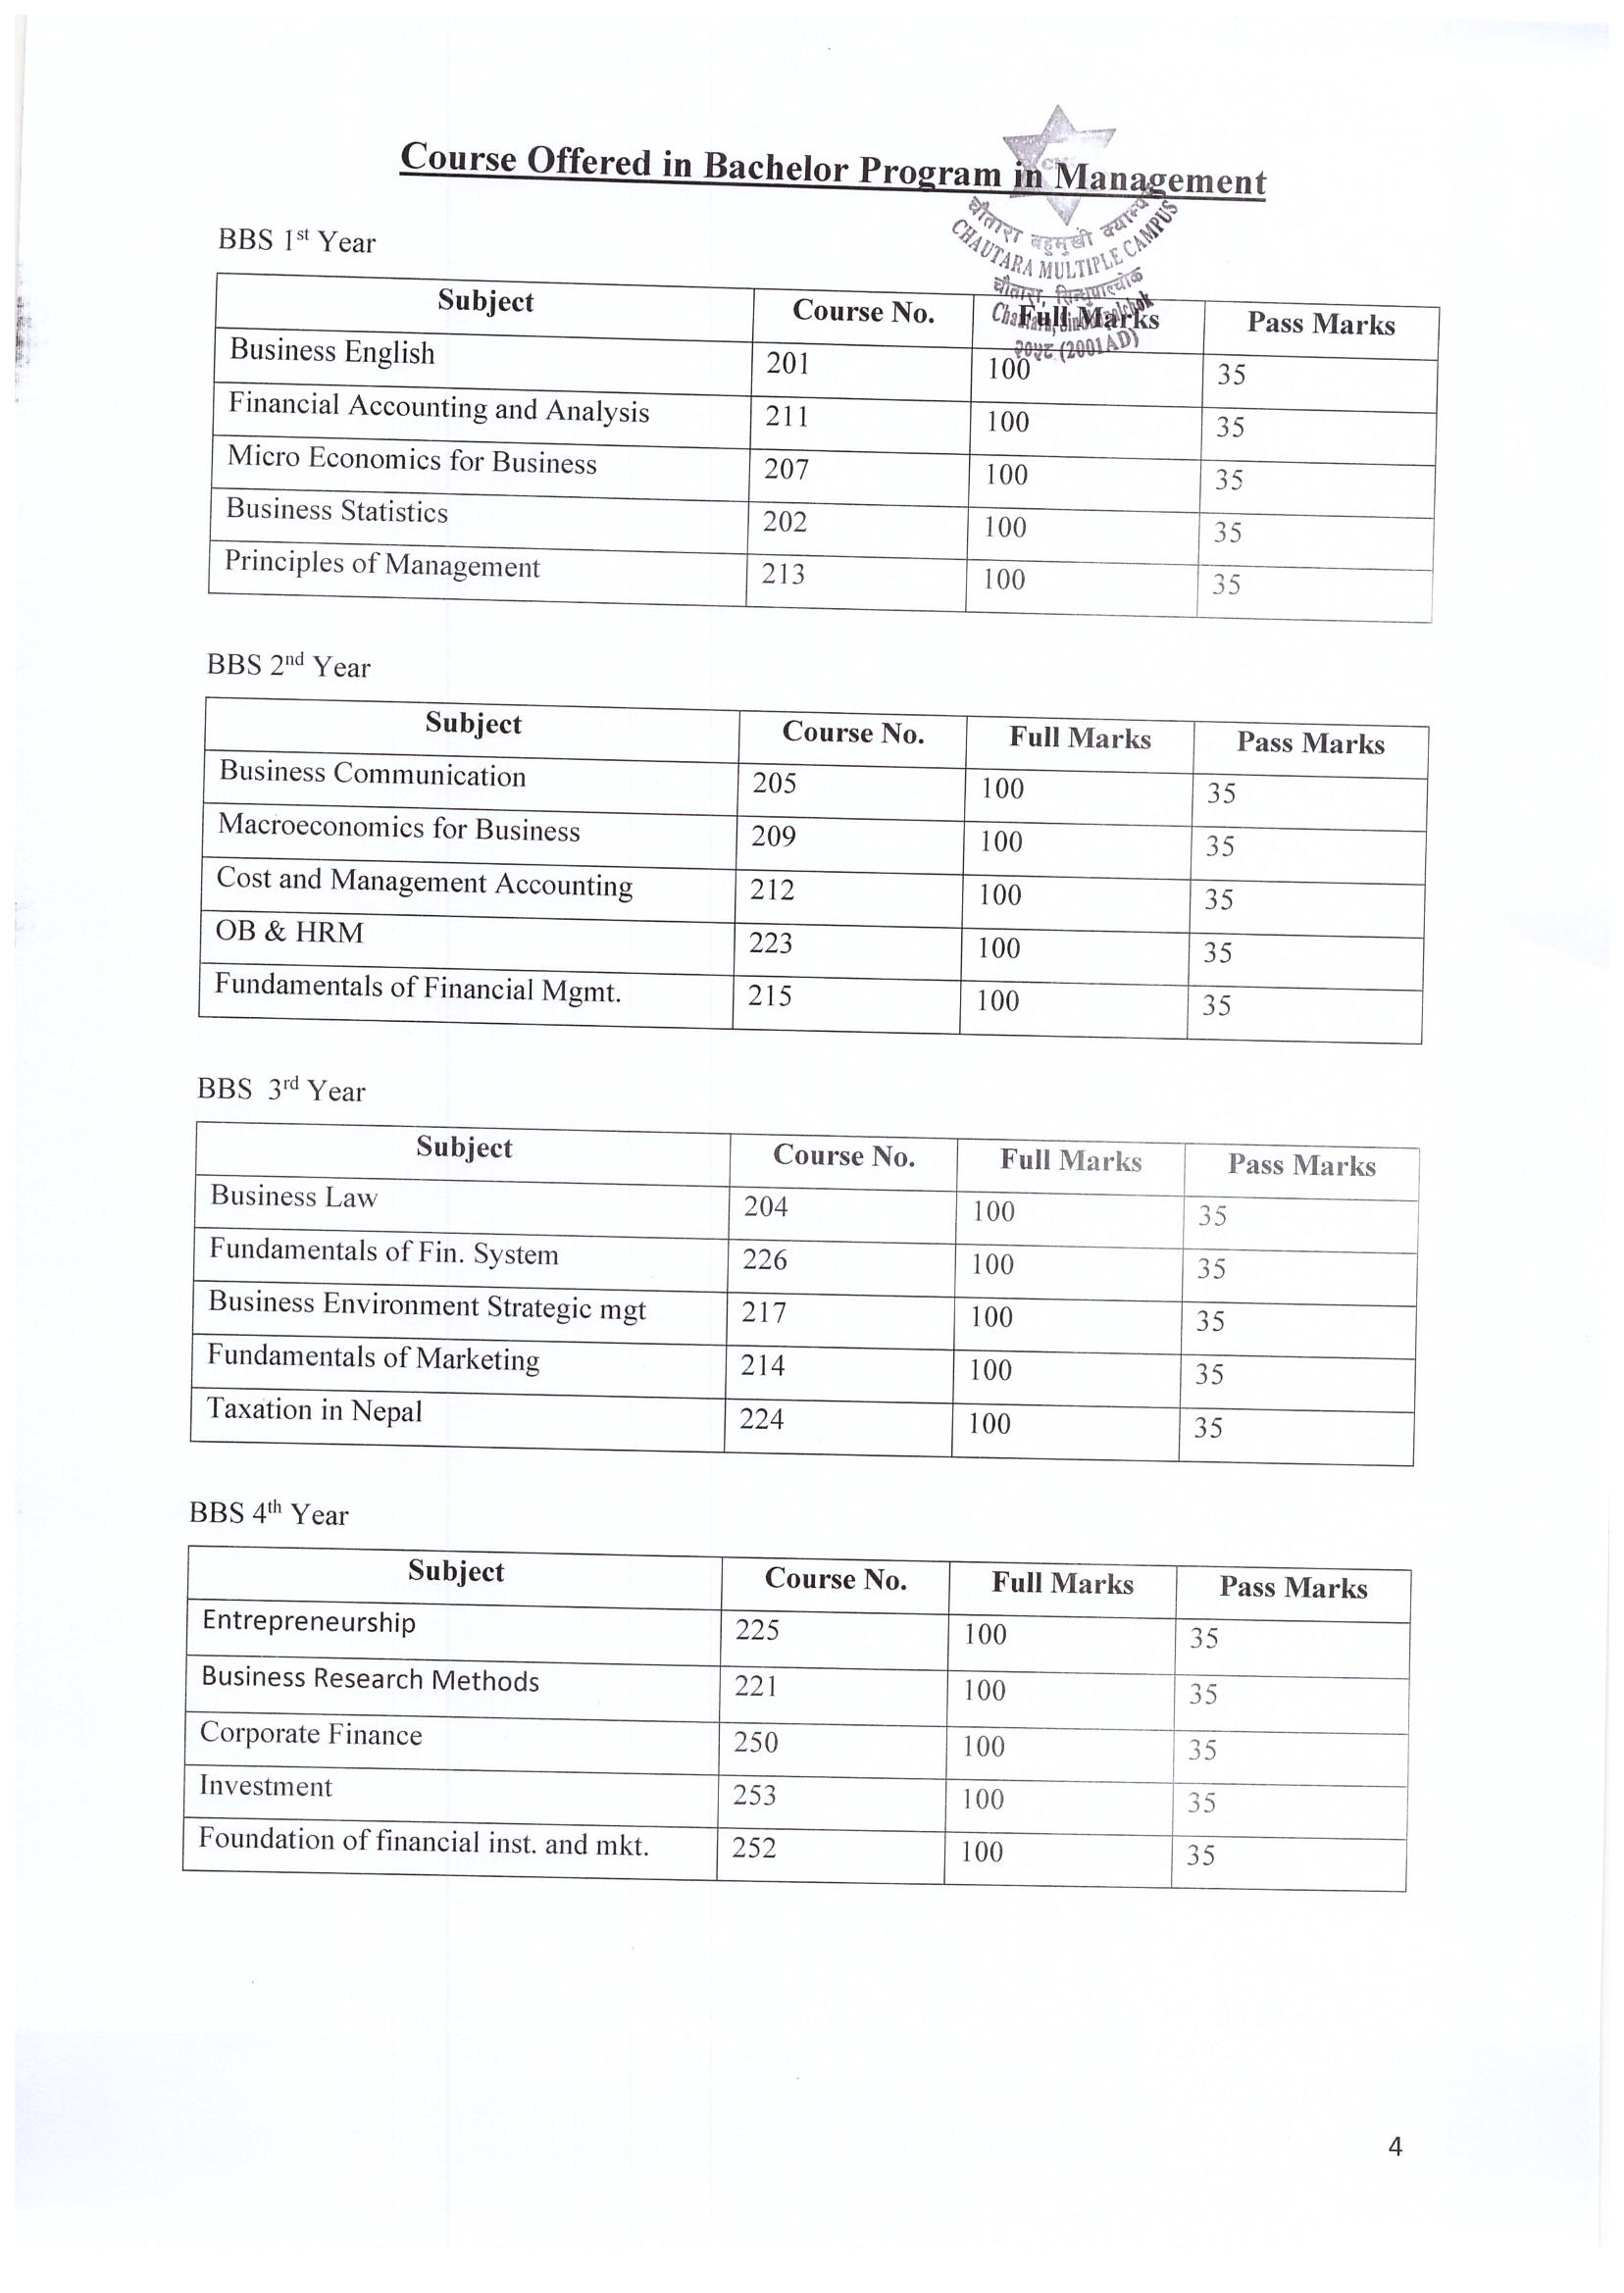 Course Offered in Bachelor Program in Management
चौतारा बहुमुखी क्याम्पस
CHAUTARA MULTIPLE CAMPUS
चौतारा, सिन्धुपाल्चोक
२०५८ (2001AD)
BBS 1st Year
Subject Course No. Full Marks Pass Marks
Business English 201 100 35
Financial Accounting and Analysis 211 100 35
Micro Economics for Business 207 100 35
Business Statistics 202 100 35
Principles of Management 213 100 35
BBS 2nd Year
Subject Course No. Full Marks Pass Marks
Business Communication 205 100 35
Macroeconomics for Business 209 100 35
Cost and Management Accounting 212 100 35
OB & HRM 223 100 35
Fundamentals of Financial Mgmt. 215 100 35
BBS 3rd Year
Subject Course No. Full Marks Pass Marks
Business Law 204 100 35
Fundamentals of Fin. System 226 100 35
Business Environment Strategic mgt 217 100 35
Fundamentals of Marketing 214 100 35
Taxation in Nepal 224 100 35
BBS 4th Year
Subject Course No. Full Marks Pass Marks
Entrepreneurship 225 100 35
Business Research Methods 221 100 35
Corporate Finance 250 100 35
Investment 253 100 35
Foundation of financial inst. and mkt. 252 100 35
4